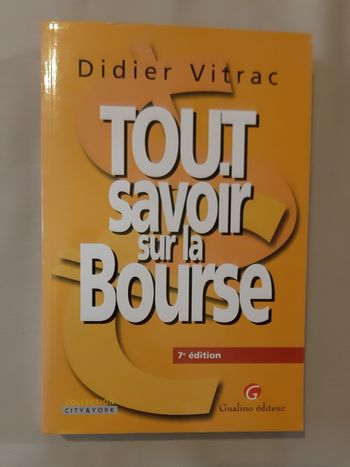 Didier Vitrac
TOUT
savoir
sur la
Bourse
7e édition
COLLECTION
CITY & YORK
G
Gualino éditeur